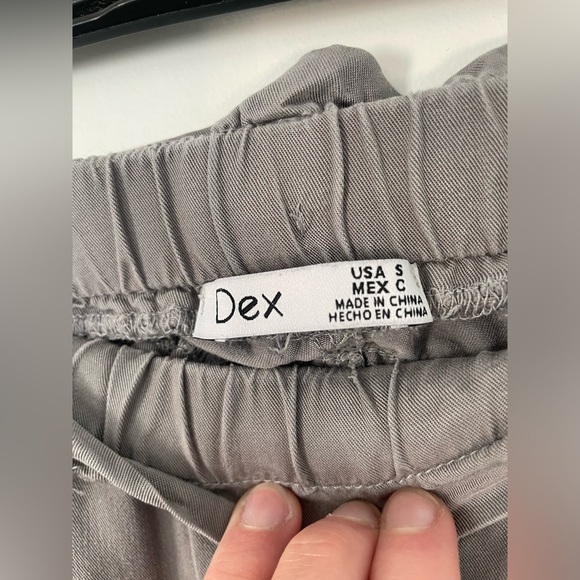 Dex
USA S
MEX C
MADE IN CHINA
HECHO EN CHINA